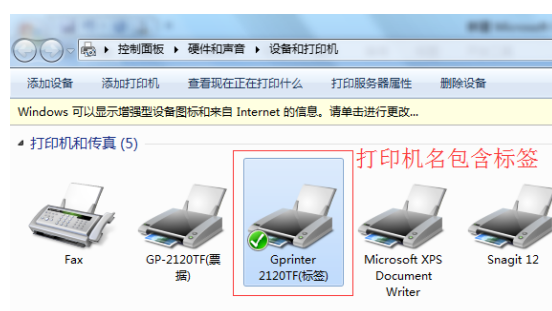 控制面板 ▸ 硬件和声音 ▸ 设备和打印机
添加设备 添加打印机 查看现在正在打印什么 打印服务器属性 删除设备
Windows 可以显示增强型设备图标和来自 Internet 的信息。请单击进行更改...
打印机和传真 (5)
打印机名包含标签
Fax
GP-2120TF(票
据)
Gprinter
2120TF(标签)
Microsoft XPS
Document
Writer
Snagit 12